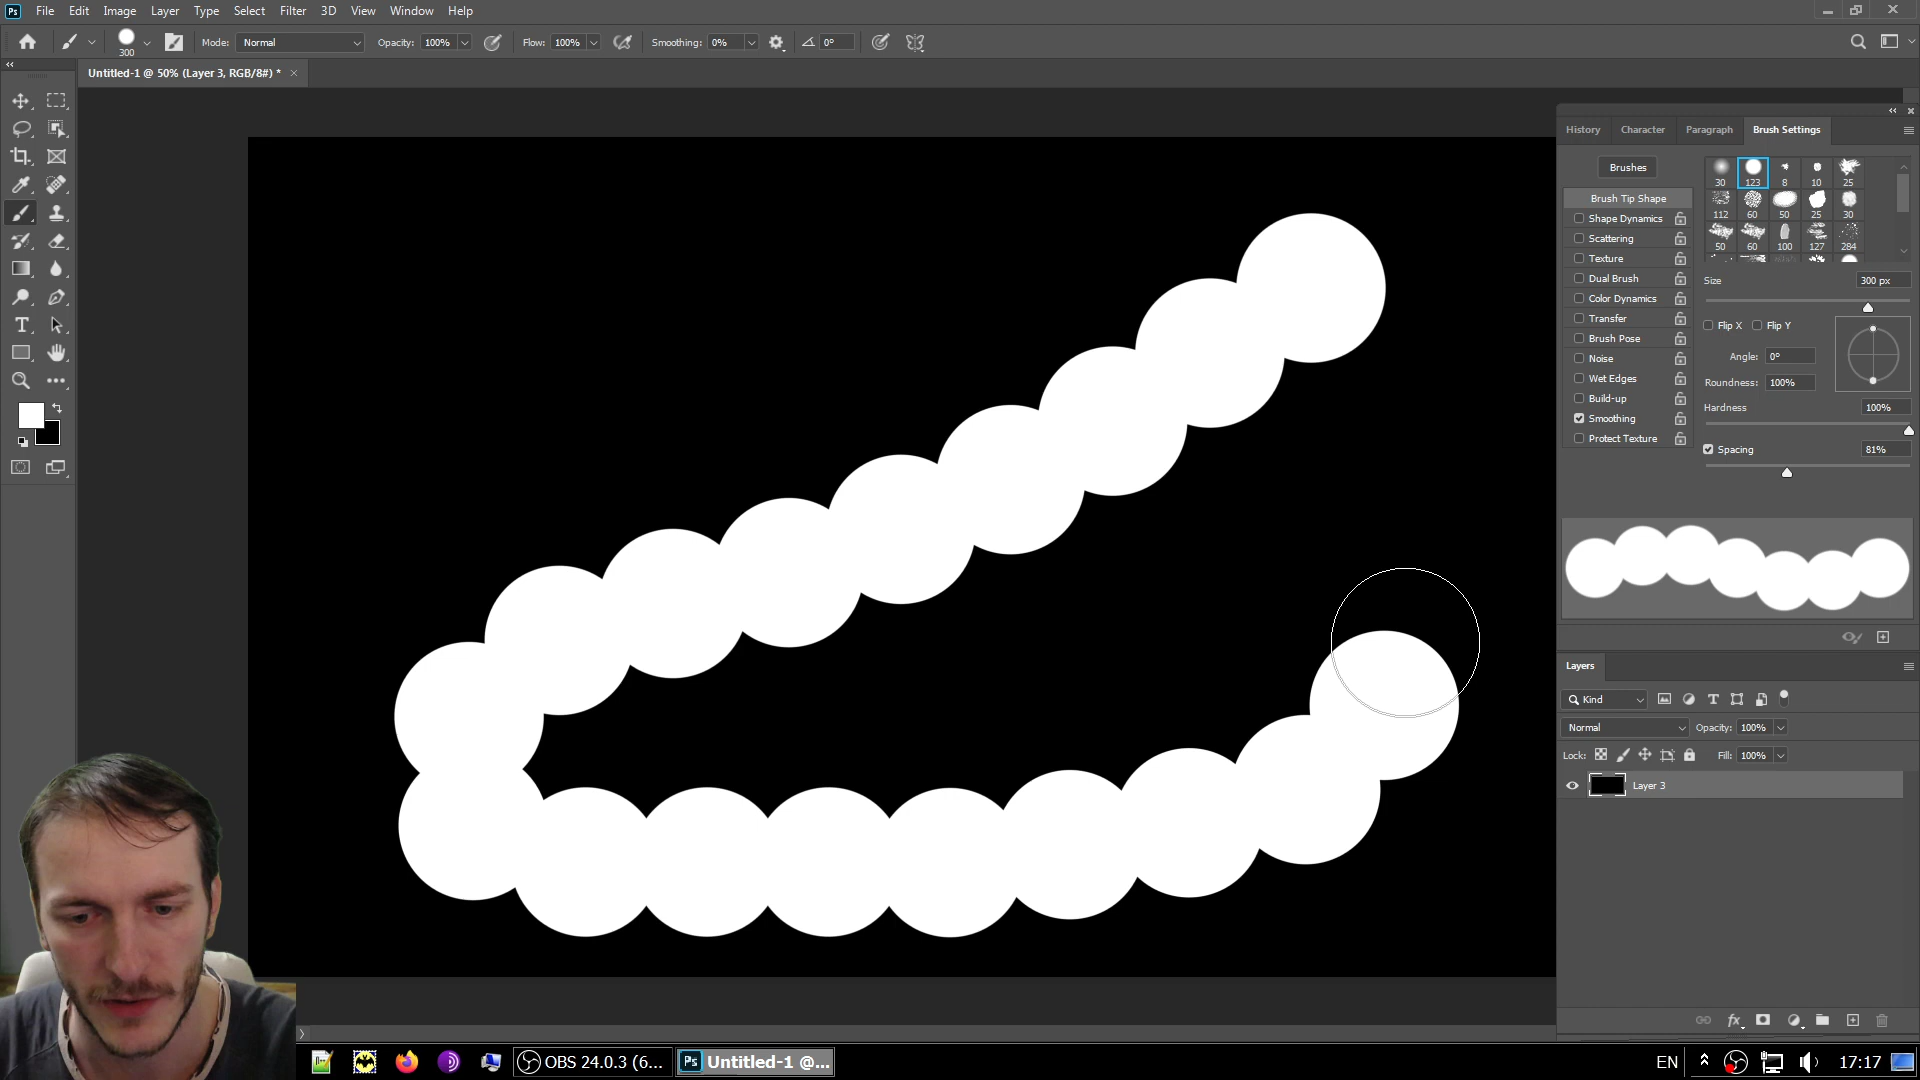 Ps File Edit Image Layer Type Select Filter 3D View Window Help
300 Mode: Normal Opacity: 100% Flow: 100% Smoothing: 0% 0°
Untitled-1 @ 50% (Layer 3, RGB/8#) * ×
History Character Paragraph Brush Settings
Brushes
30 123 8 10 25
112 60 50 25 30
50 60 100 127 284
Brush Tip Shape
Shape Dynamics
Scattering
Texture
Dual Brush
Color Dynamics
Transfer
Brush Pose
Noise
Wet Edges
Build-up
Smoothing
Protect Texture
Size 300 px
Flip X Flip Y
Angle: 0°
Roundness: 100%
Hardness 100%
Spacing 81%
Layers
Kind
Normal Opacity: 100%
Lock: Fill: 100%
Layer 3
fx
OBS 24.0.3 (6... Ps Untitled-1 @... EN 17:17